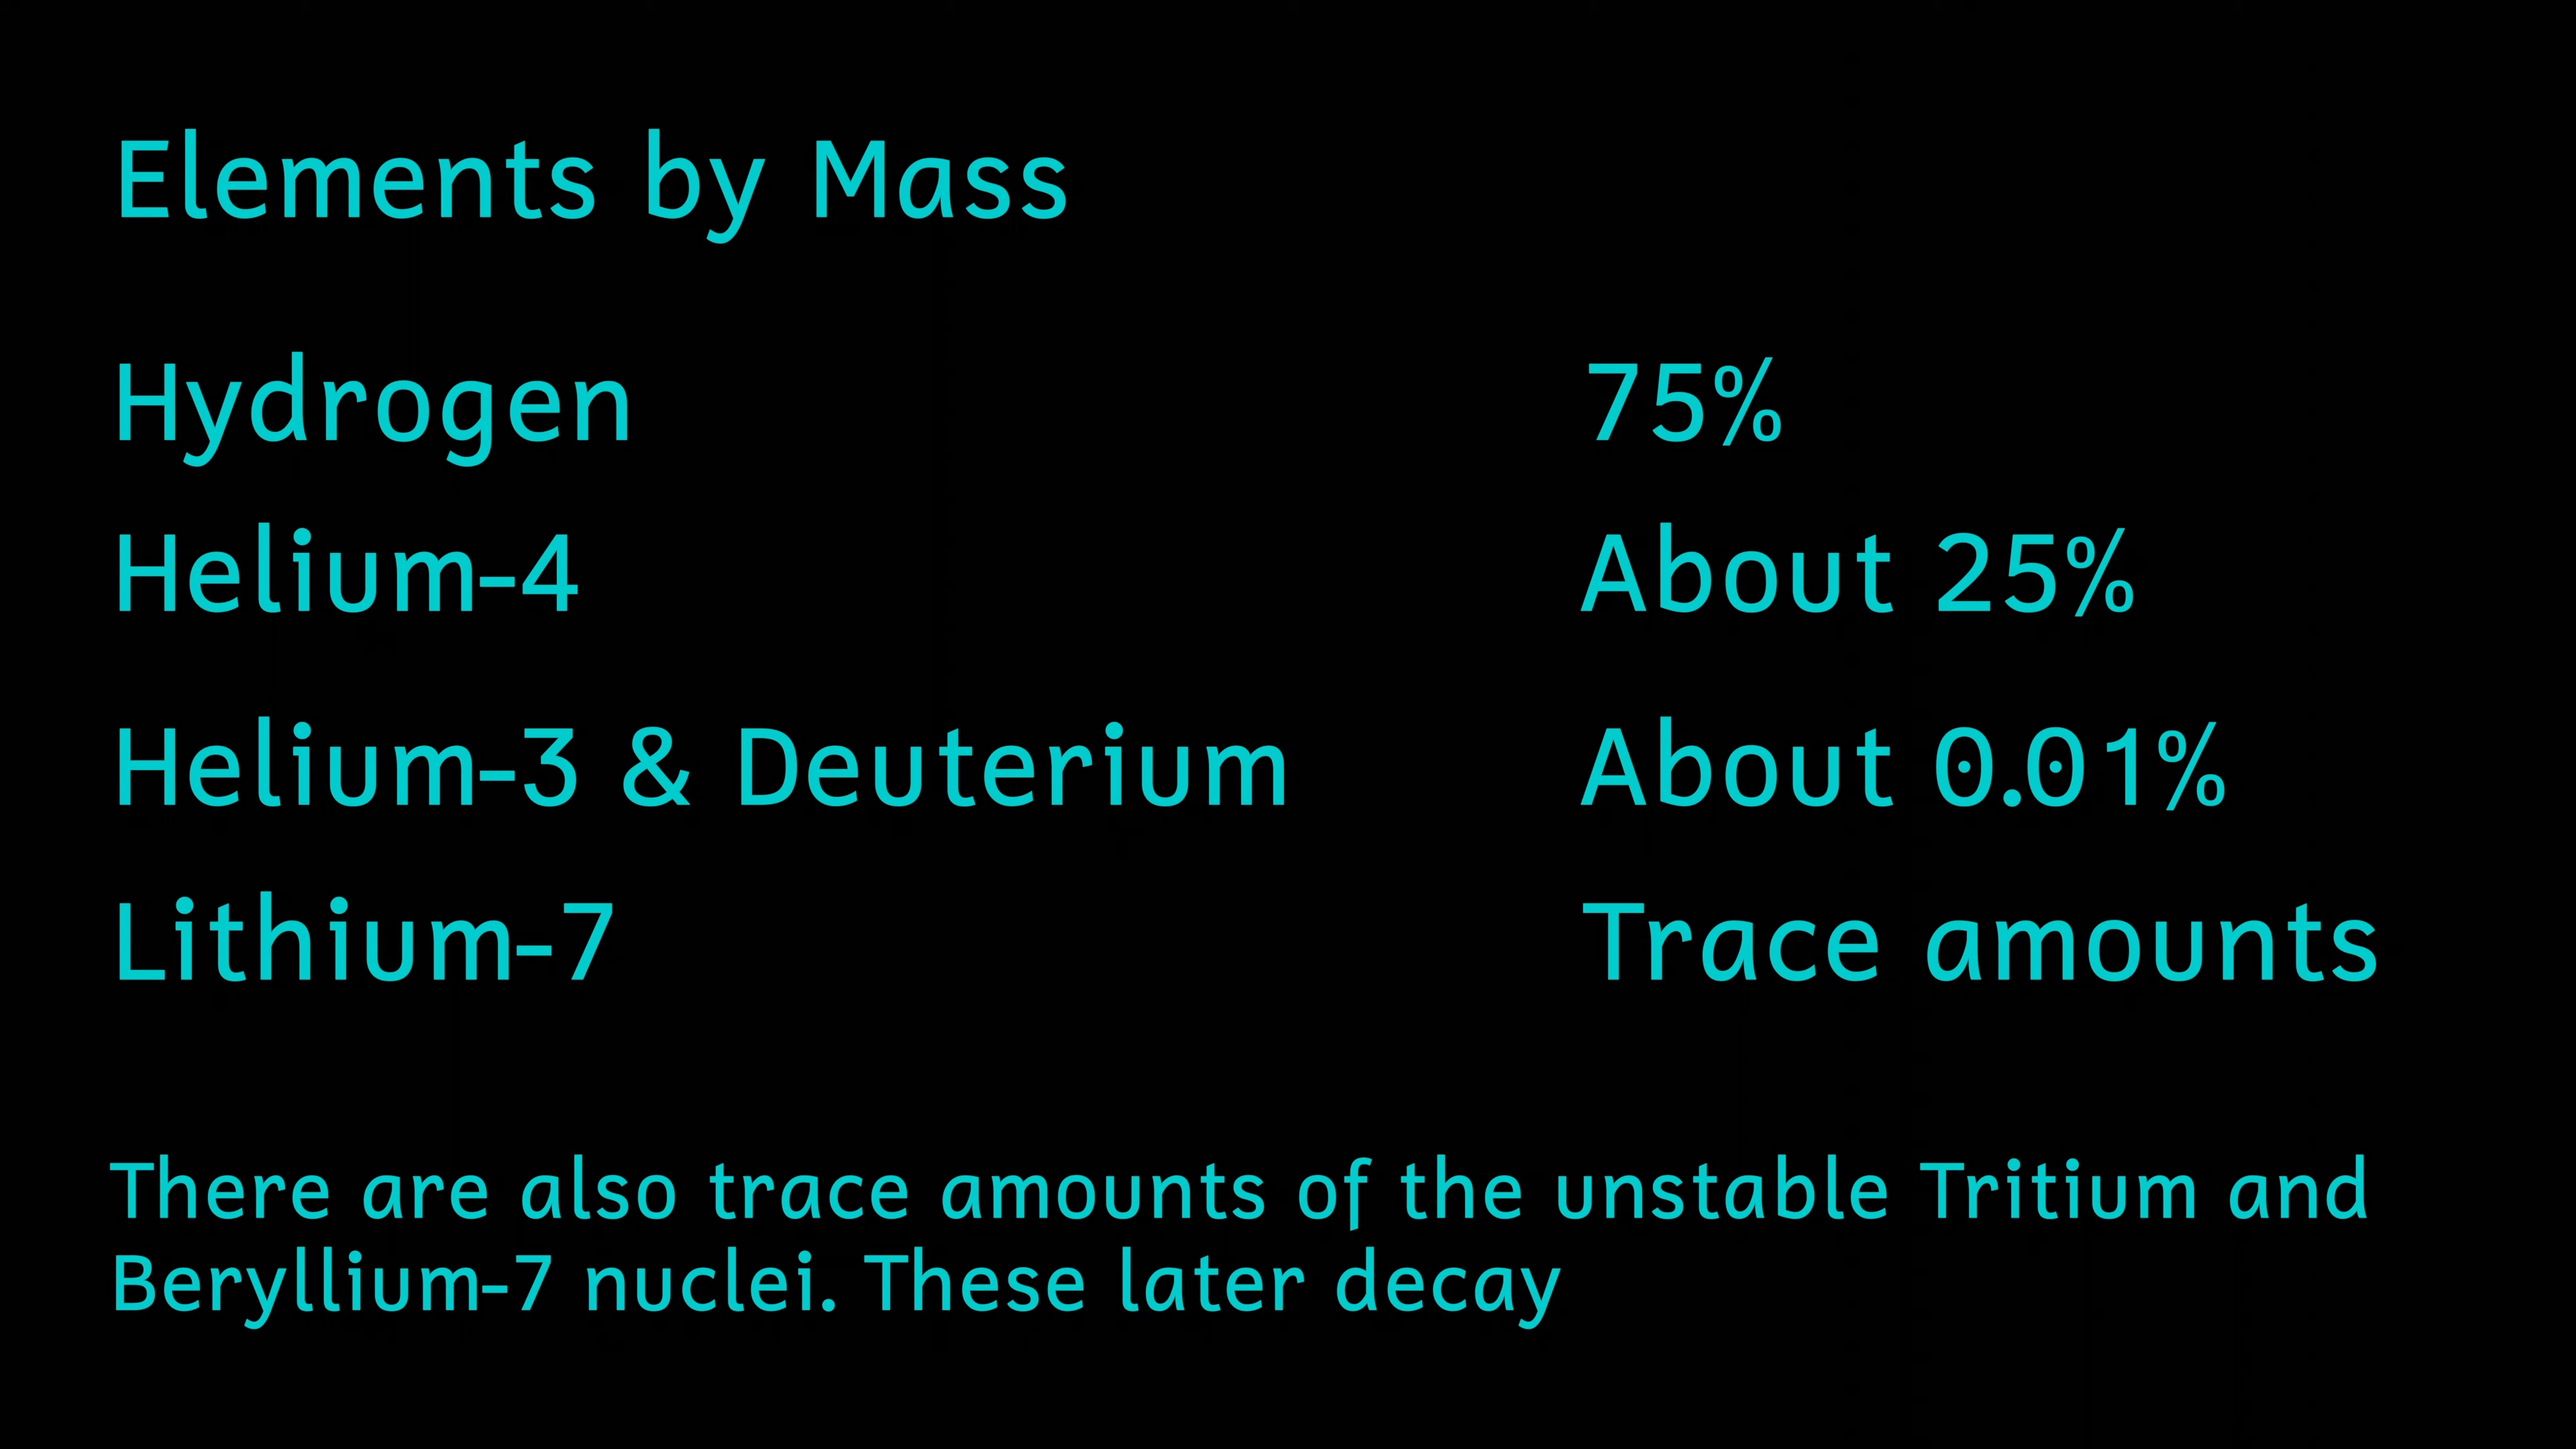 Elements by Mass
Hydrogen 75%
Helium-4 About 25%
Helium-3 & Deuterium About 0.01%
Lithium-7 Trace amounts
There are also trace amounts of the unstable Tritium and
Beryllium-7 nuclei. These later decay